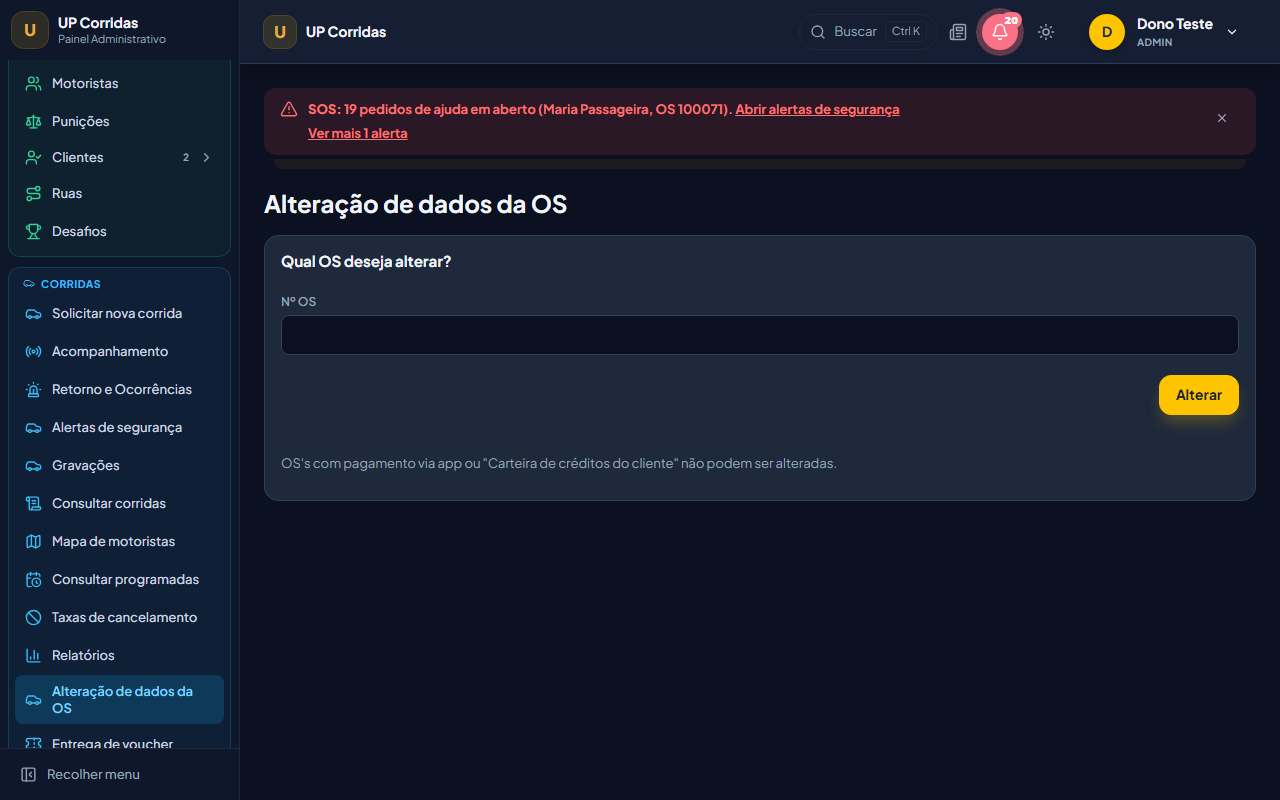 U
UP Corridas
Painel Administrativo
Motoristas
Punições
Clientes 2
Ruas
Desafios
CORRIDAS
Solicitar nova corrida
Acompanhamento
Retorno e Ocorrências
Alertas de segurança
Gravações
Consultar corridas
Mapa de motoristas
Consultar programadas
Taxas de cancelamento
Relatórios
Alteração de dados da
OS
Entrega de voucher
Recolher menu
U UP Corridas
Buscar Ctrl K
20
D
Dono Teste
ADMIN
SOS: 19 pedidos de ajuda em aberto (Maria Passageira, OS 100071). Abrir alertas de segurança
Ver mais 1 alerta
Alteração de dados da OS
Qual OS deseja alterar?
Nº OS
Alterar
OS's com pagamento via app ou "Carteira de créditos do cliente" não podem ser alteradas.